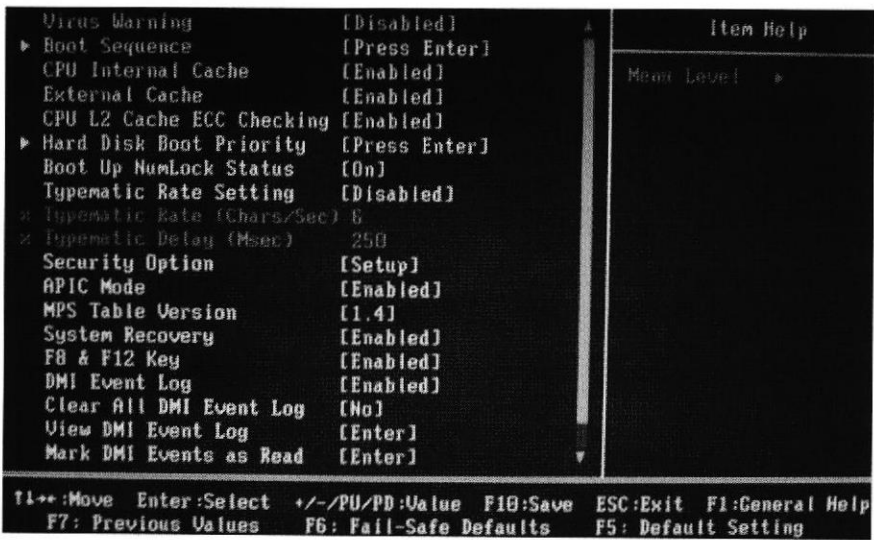 Virus Warning [Disabled]
Boot Sequence [Press Enter]
CPU Internal Cache [Enabled]
External Cache [Enabled]
CPU L2 Cache ECC Checking [Enabled]
Hard Disk Boot Priority [Press Enter]
Boot Up NumLock Status [On]
Typematic Rate Setting [Disabled]
x Typematic Rate (Chars/Sec) 6
x Typematic Delay (Msec) 250
Security Option [Setup]
APIC Mode [Enabled]
MPS Table Version [1.4]
System Recovery [Enabled]
F8 & F12 Key [Enabled]
DMI Event Log [Enabled]
Clear All DMI Event Log [No]
View DMI Event Log [Enter]
Mark DMI Events as Read [Enter]
Item Help
Menu Level
↑↓→←:Move Enter:Select +/-/PU/PD:Value F10:Save ESC:Exit F1:General Help
F7: Previous Values F6: Fail-Safe Defaults F5: Default Setting